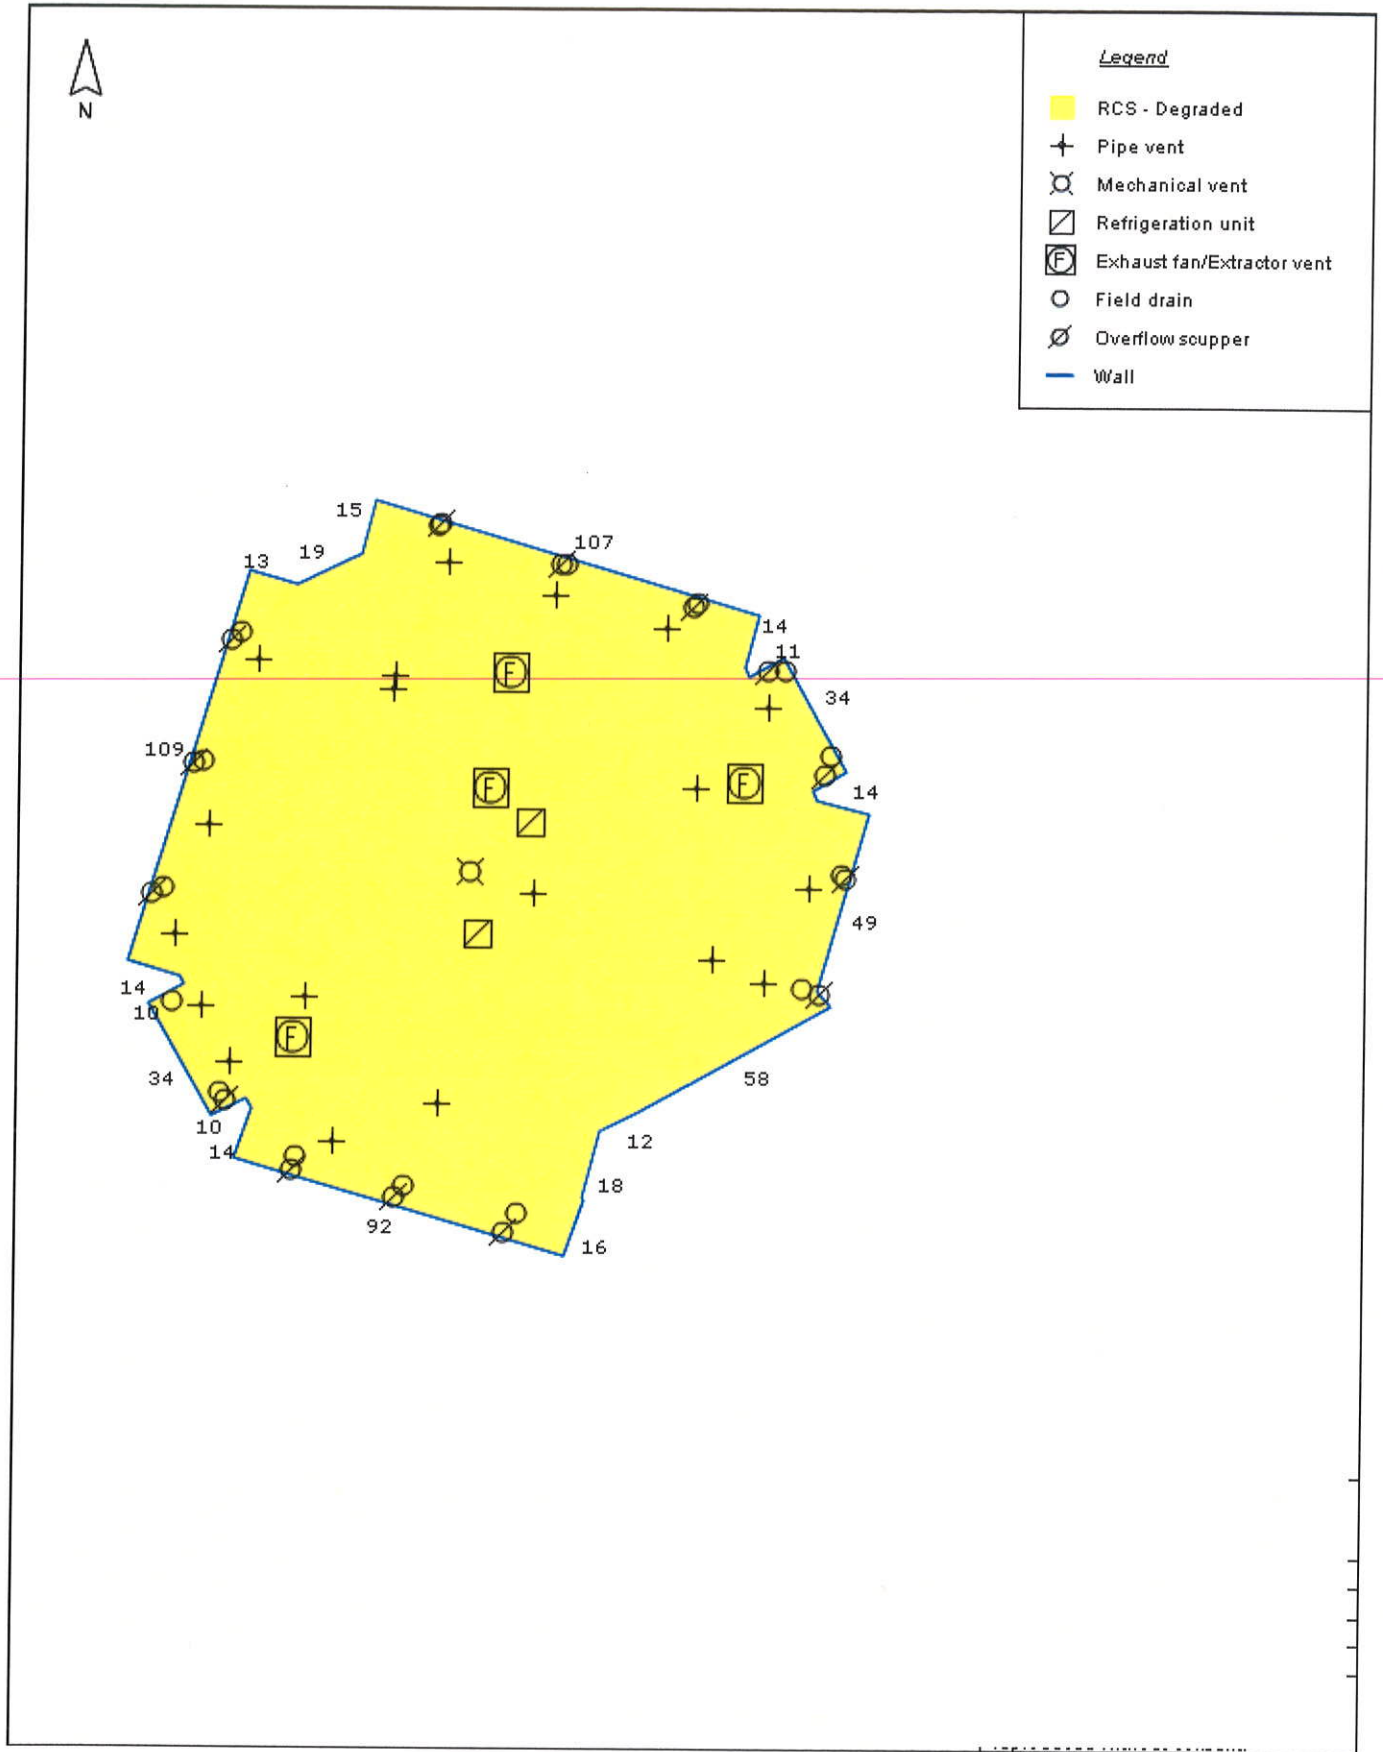 N
Legend
RCS - Degraded
Pipe vent
Mechanical vent
Refrigeration unit
F Exhaust fan/Extractor vent
Field drain
Overflow scupper
Wall
15
107
19
13
14
11
34
F
109
F
F
14
49
14
10
F
34
58
10
12
14
18
92
16